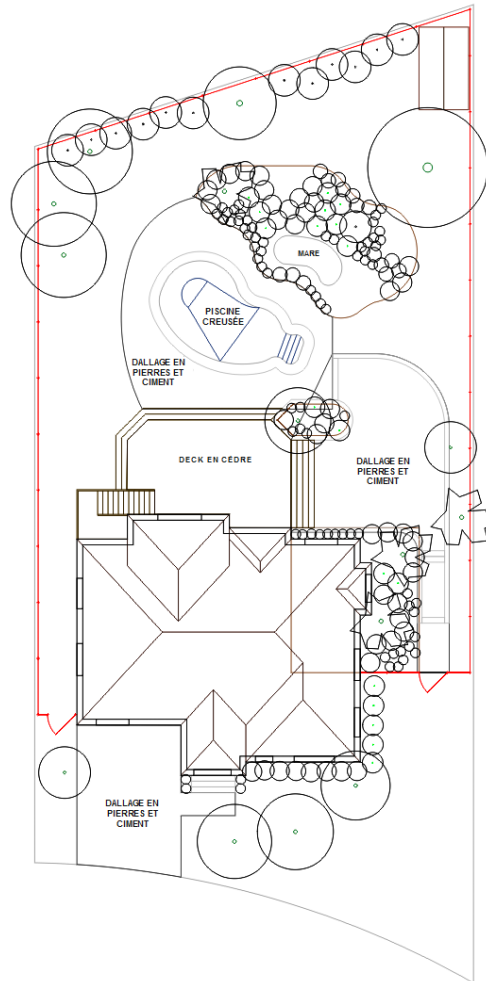 MARE
PISCINE
CREUSÉE
DALLAGE EN
PIERRES ET
CIMENT
DECK EN CÈDRE
DALLAGE EN
PIERRES ET
CIMENT
DALLAGE EN
PIERRES ET
CIMENT